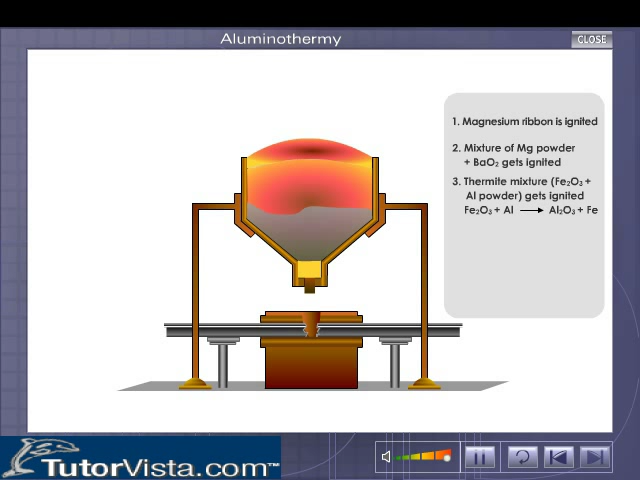 Aluminothermy
CLOSE
1. Magnesium ribbon is ignited
2. Mixture of Mg powder
+ BaO₂ gets ignited
3. Thermite mixture (Fe₂O₃ +
Al powder) gets ignited
Fe₂O₃ + Al ⟶ Al₂O₃ + Fe
TutorVista.com™